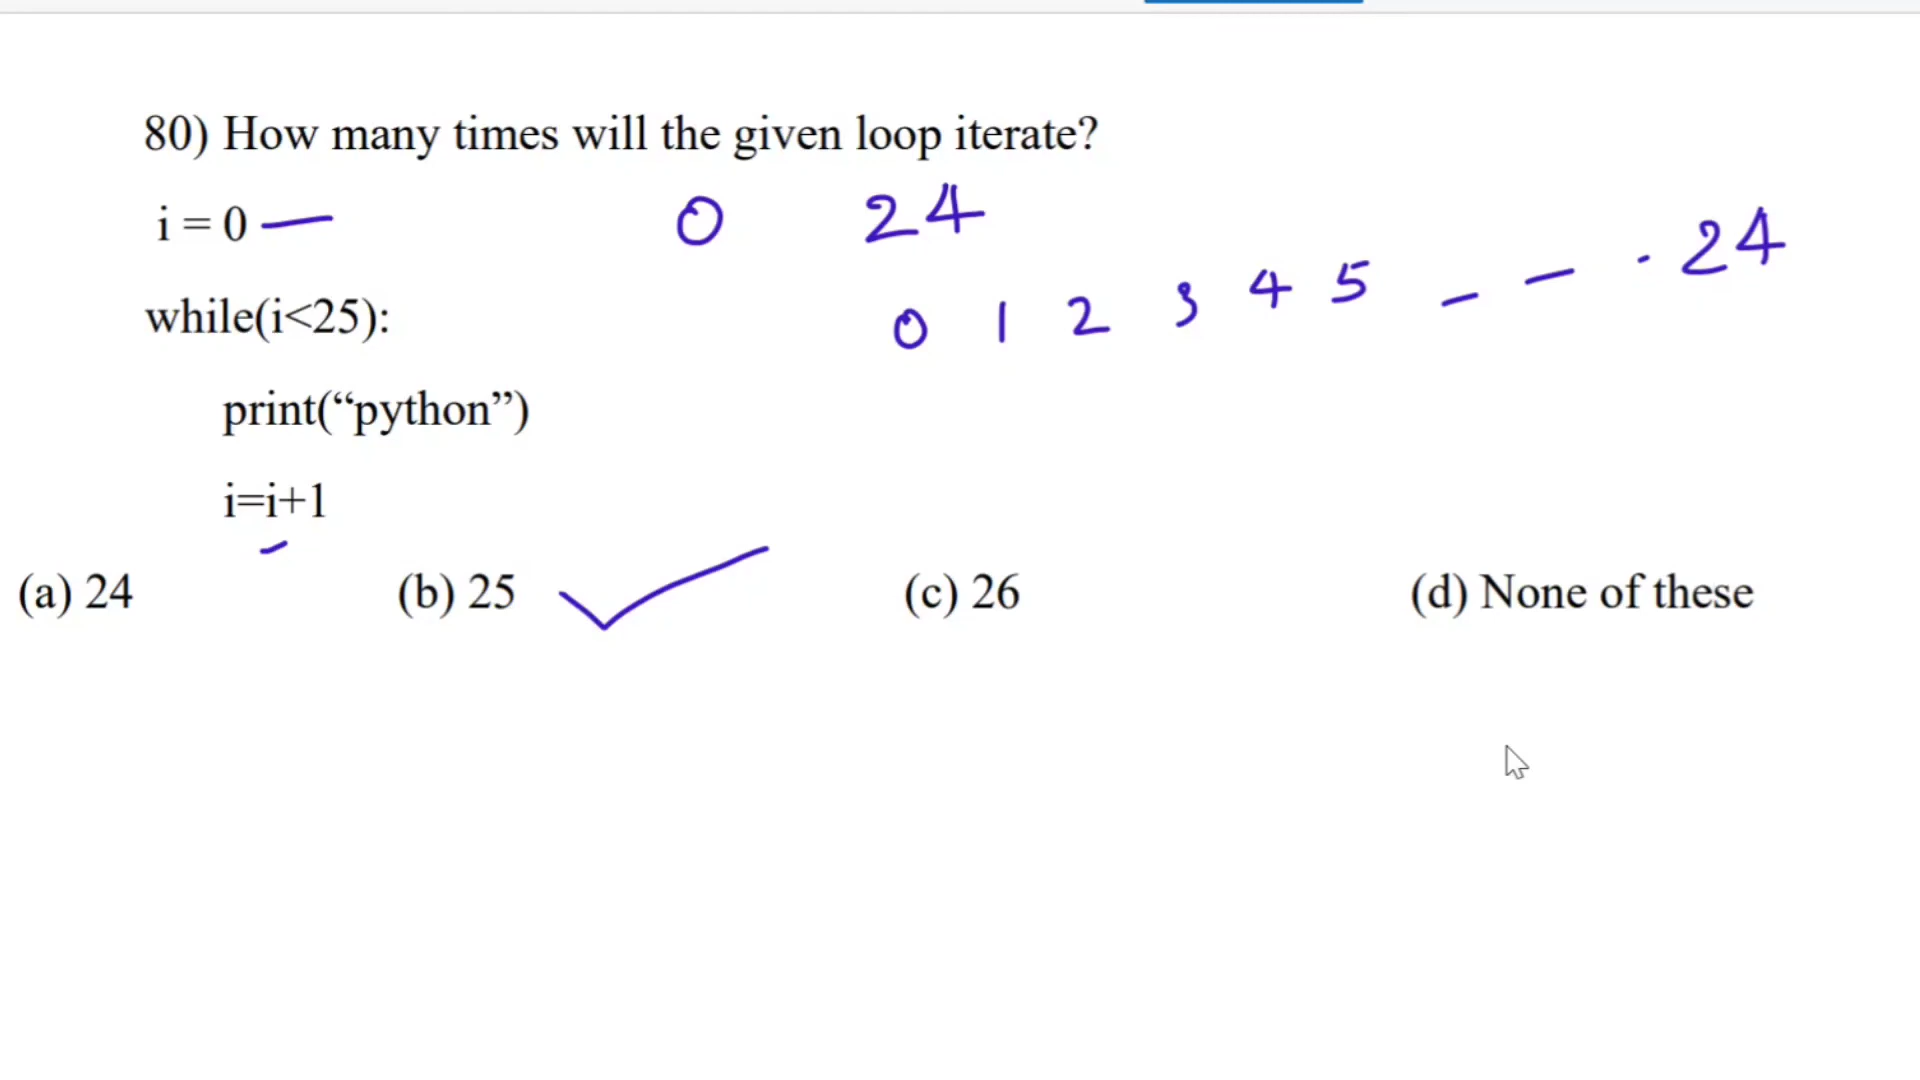 80) How many times will the given loop iterate?
i = 0 0 24
while(i<25): 0 1 2 3 4 5 – – . 24
print(“python”)
i=i+1
(a) 24 (b) 25 (c) 26 (d) None of these